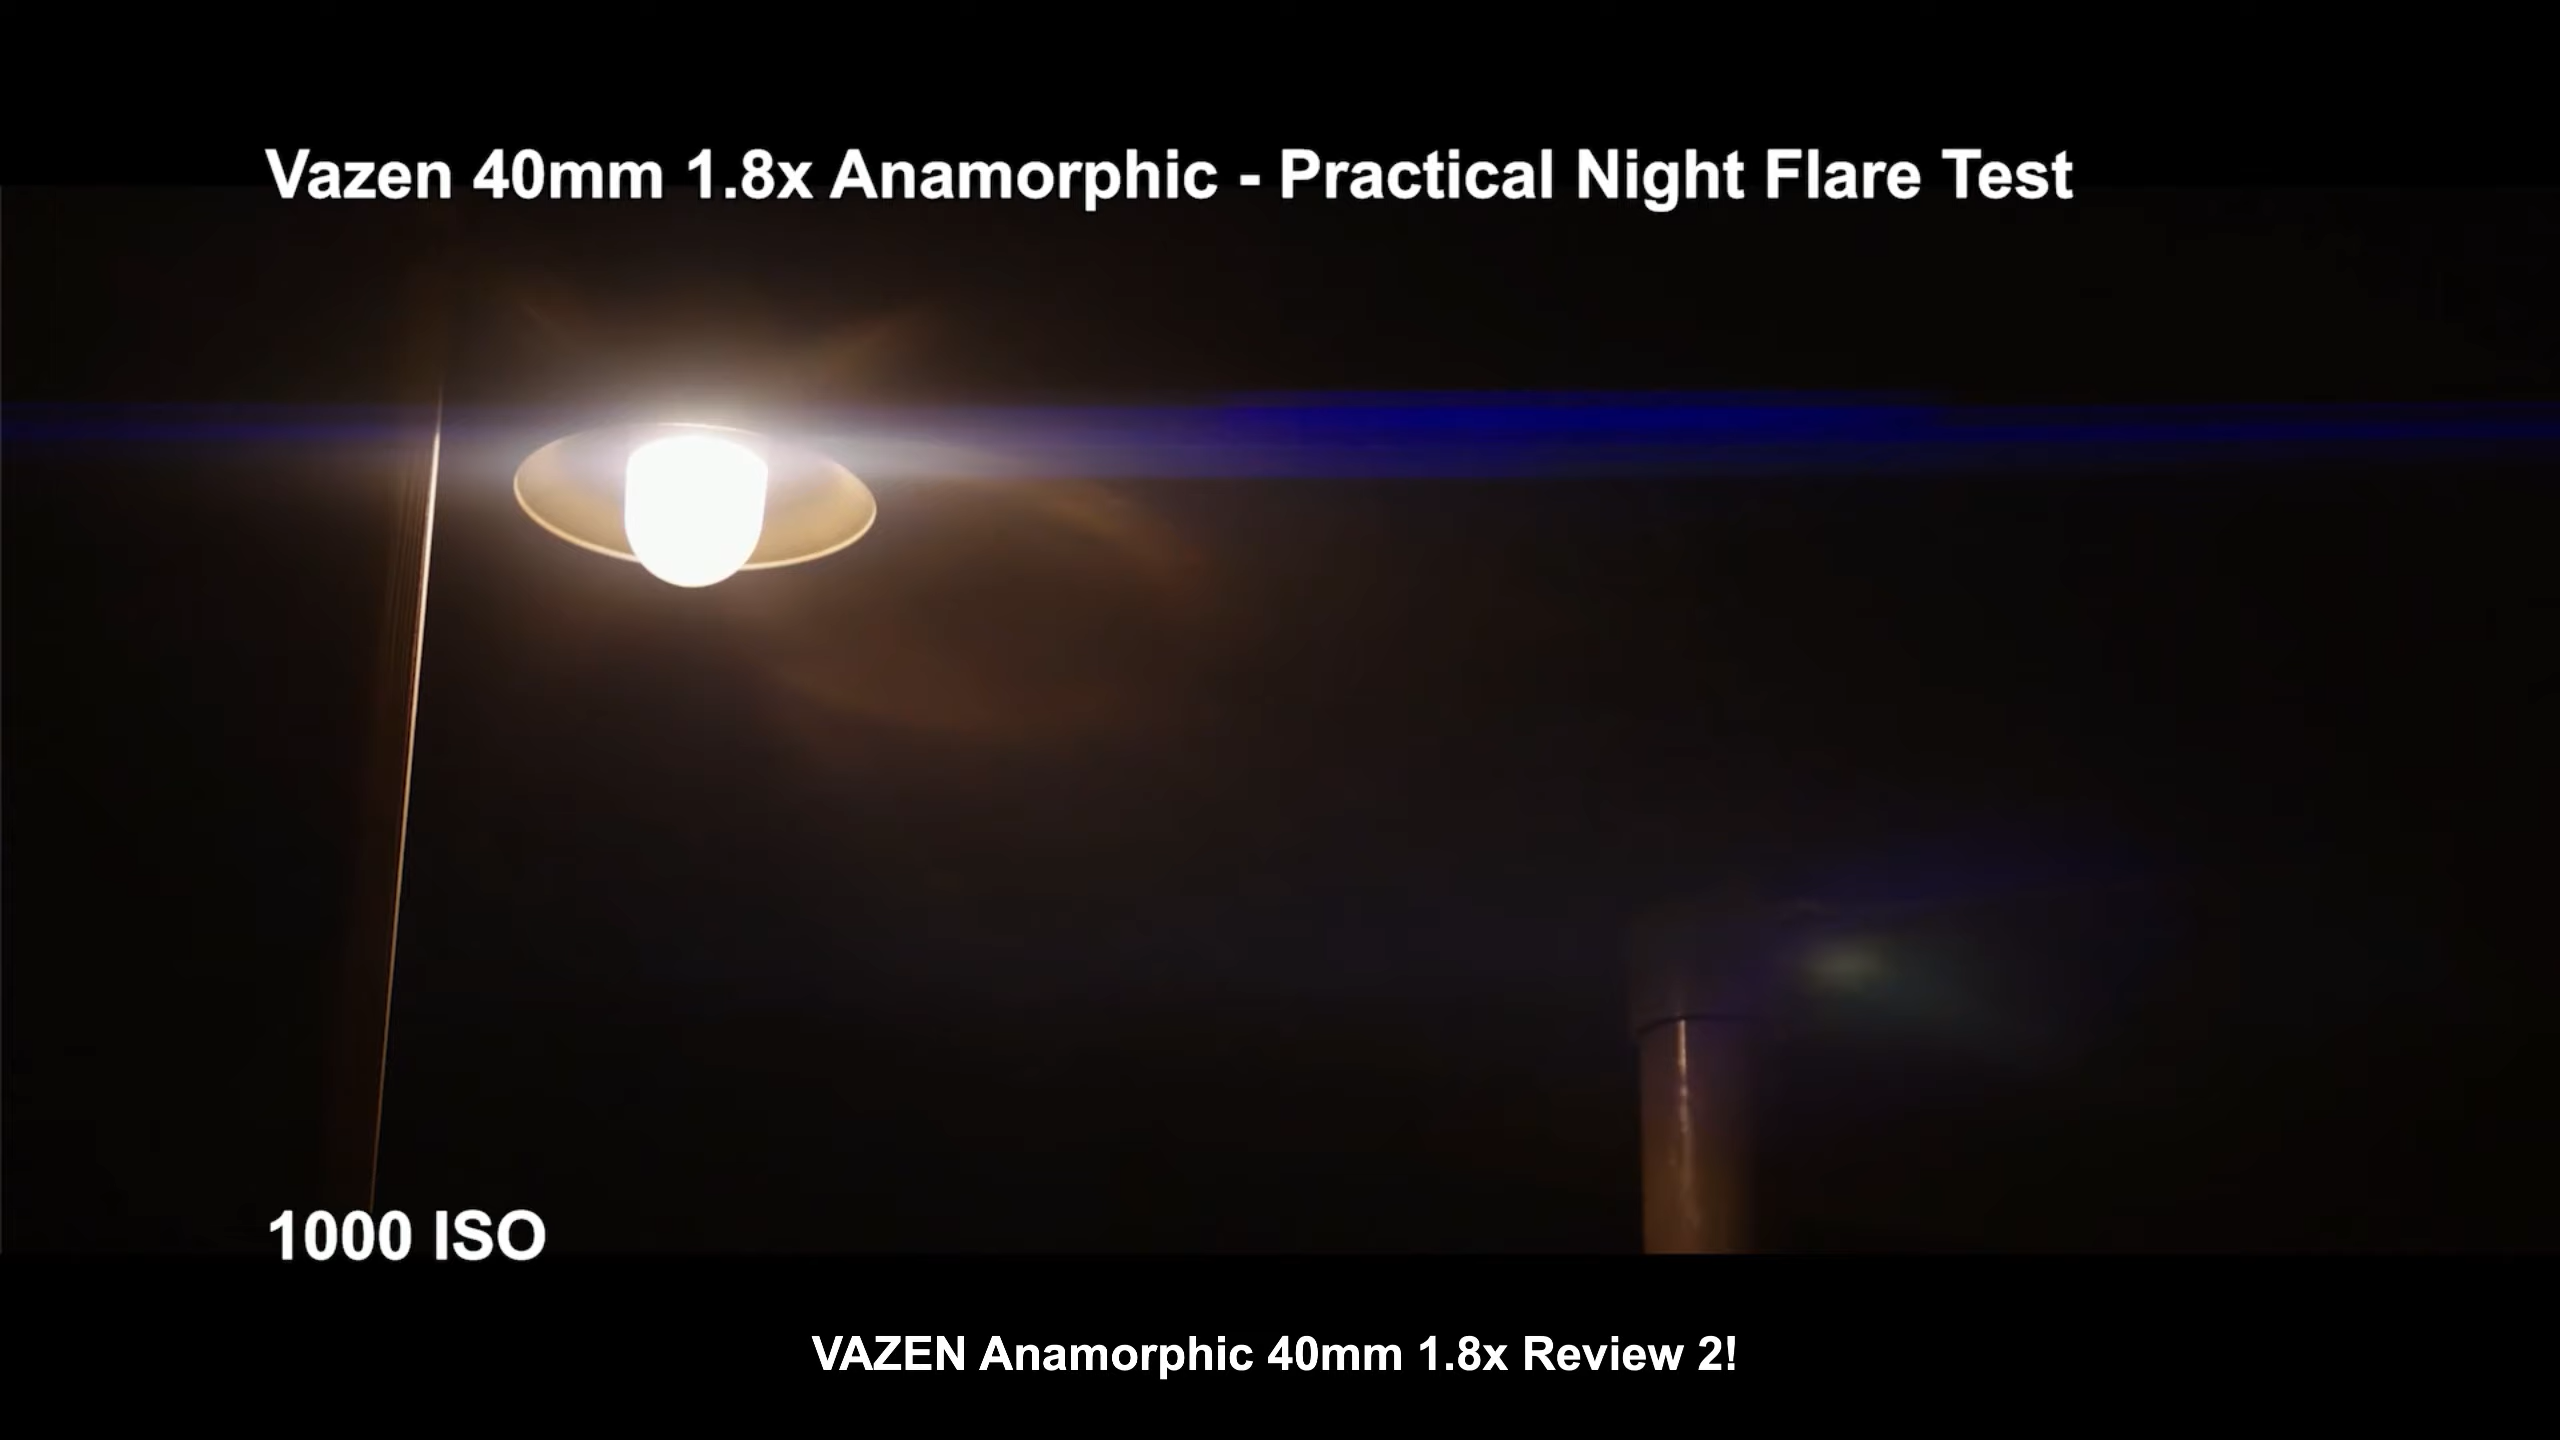 Vazen 40mm 1.8x Anamorphic - Practical Night Flare Test
1000 ISO
VAZEN Anamorphic 40mm 1.8x Review 2!